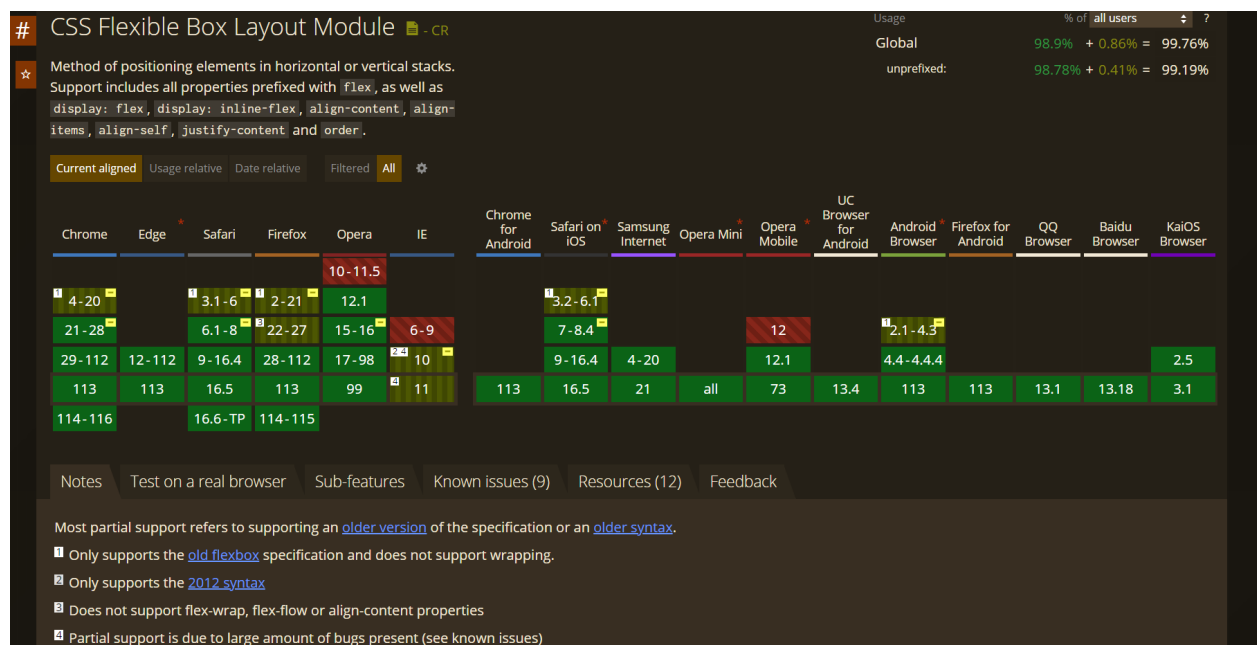 #
CSS Flexible Box Layout Module - CR
Usage % of all users ?
Global 98.9% + 0.86% = 99.76%
unprefixed: 98.78% + 0.41% = 99.19%
Method of positioning elements in horizontal or vertical stacks.
Support includes all properties prefixed with flex, as well as
display: flex, display: inline-flex, align-content, align-
items, align-self, justify-content and order.
Current aligned Usage relative Date relative Filtered All
Chrome Edge * Safari Firefox Opera IE
Chrome for Android Safari on iOS * Samsung Internet Opera Mini * Opera Mobile * UC Browser for Android Android Browser * Firefox for Android QQ Browser Baidu Browser KaiOS Browser
10-11.5
1 4-20 1 3.1-6 1 2-21 12.1 1 3.2-6.1
21-28 6.1-8 3 22-27 15-16 6-9 7-8.4 12 1 2.1-4.3
29-112 12-112 9-16.4 28-112 17-98 2 4 10 9-16.4 4-20 12.1 4.4-4.4.4 2.5
113 113 16.5 113 99 4 11 113 16.5 21 all 73 13.4 113 113 13.1 13.18 3.1
114-116 16.6-TP 114-115
Notes Test on a real browser Sub-features Known issues (9) Resources (12) Feedback
Most partial support refers to supporting an older version of the specification or an older syntax.
1 Only supports the old flexbox specification and does not support wrapping.
2 Only supports the 2012 syntax
3 Does not support flex-wrap, flex-flow or align-content properties
4 Partial support is due to large amount of bugs present (see known issues)